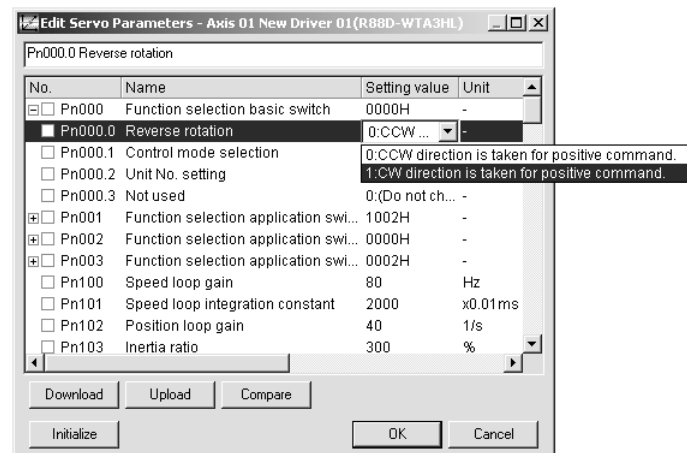 Edit Servo Parameters - Axis 01 New Driver 01(R88D-WTA3HL)
Pn000.0 Reverse rotation
No. Name Setting value Unit
Pn000 Function selection basic switch 0000H -
Pn000.0 Reverse rotation 0:CCW ... -
Pn000.1 Control mode selection 0:CCW direction is taken for positive command.
Pn000.2 Unit No. setting 1:CW direction is taken for positive command.
Pn000.3 Not used 0:(Do not ch... -
Pn001 Function selection application swi... 1002H -
Pn002 Function selection application swi... 0000H -
Pn003 Function selection application swi... 0002H -
Pn100 Speed loop gain 80 Hz
Pn101 Speed loop integration constant 2000 x0.01ms
Pn102 Position loop gain 40 1/s
Pn103 Inertia ratio 300 %
Download Upload Compare
Initialize OK Cancel